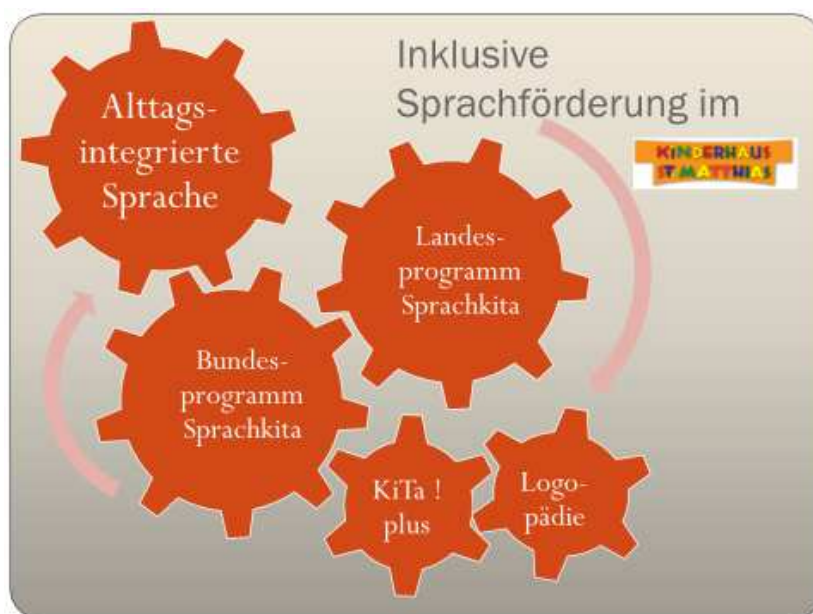 Inklusive
Sprachförderung im
KINDERHAUS
ST.MATTHIAS
Alttags-
integrierte
Sprache
Landes-
programm
Sprachkita
Bundes-
programm
Sprachkita
KiTa !
plus
Logo-
pädie